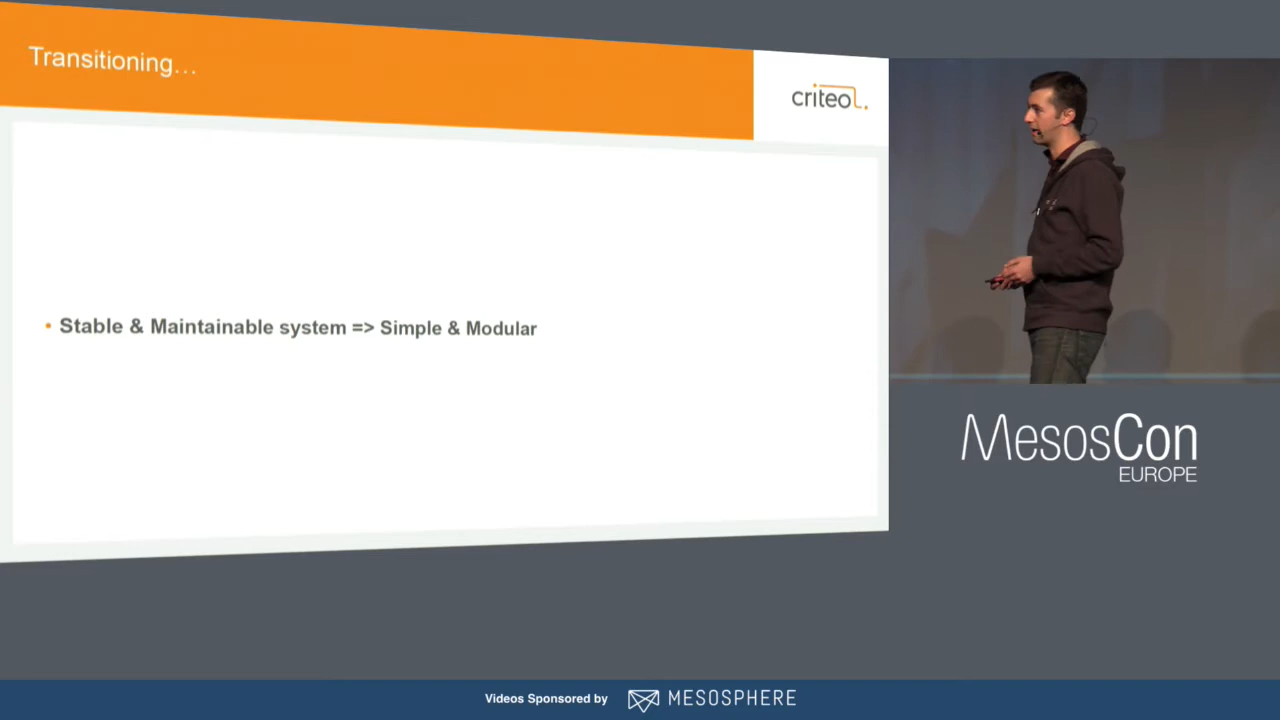 Transitioning...
criteo
• Stable & Maintainable system => Simple & Modular
MesosCon
EUROPE
Videos Sponsored by MESOSPHERE